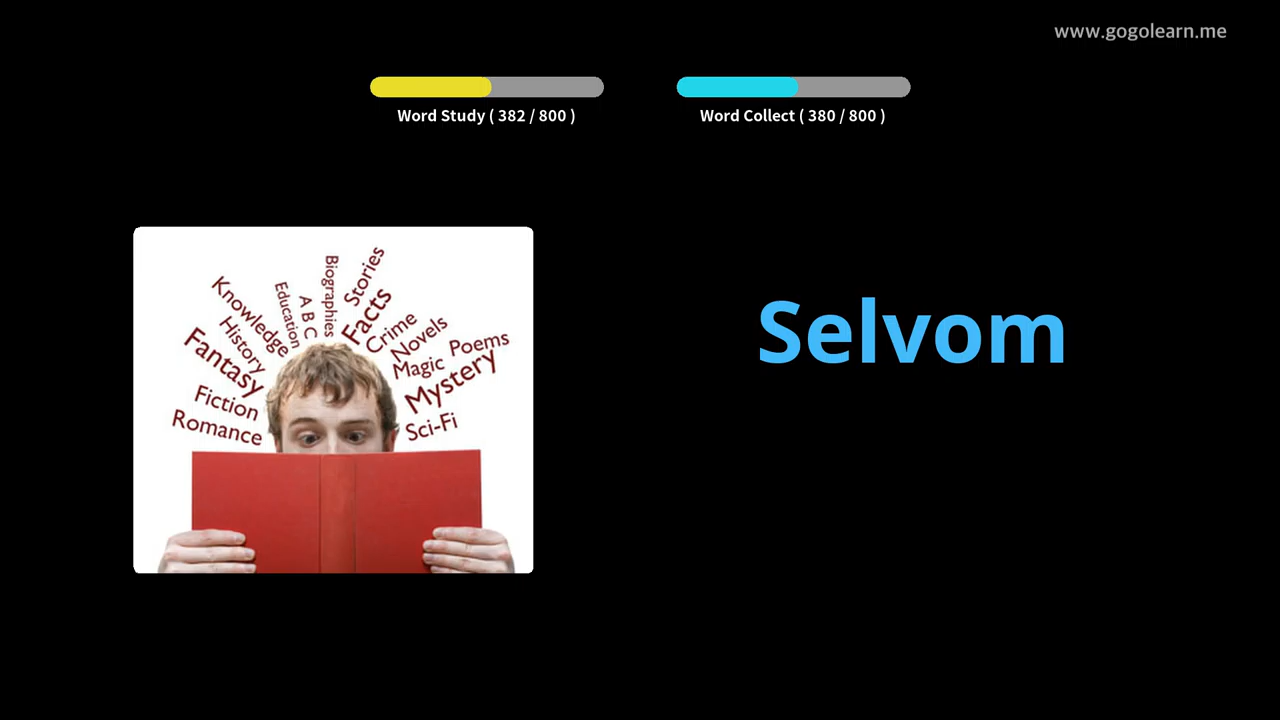 www.gogolearn.me
Word Study ( 382 / 800 )
Word Collect ( 380 / 800 )
Selvom
Biographies
Stories
Education
A B C
Facts
Knowledge
Crime
History
Novels
Poems
Fantasy
Magic
Mystery
Fiction
Sci-Fi
Romance